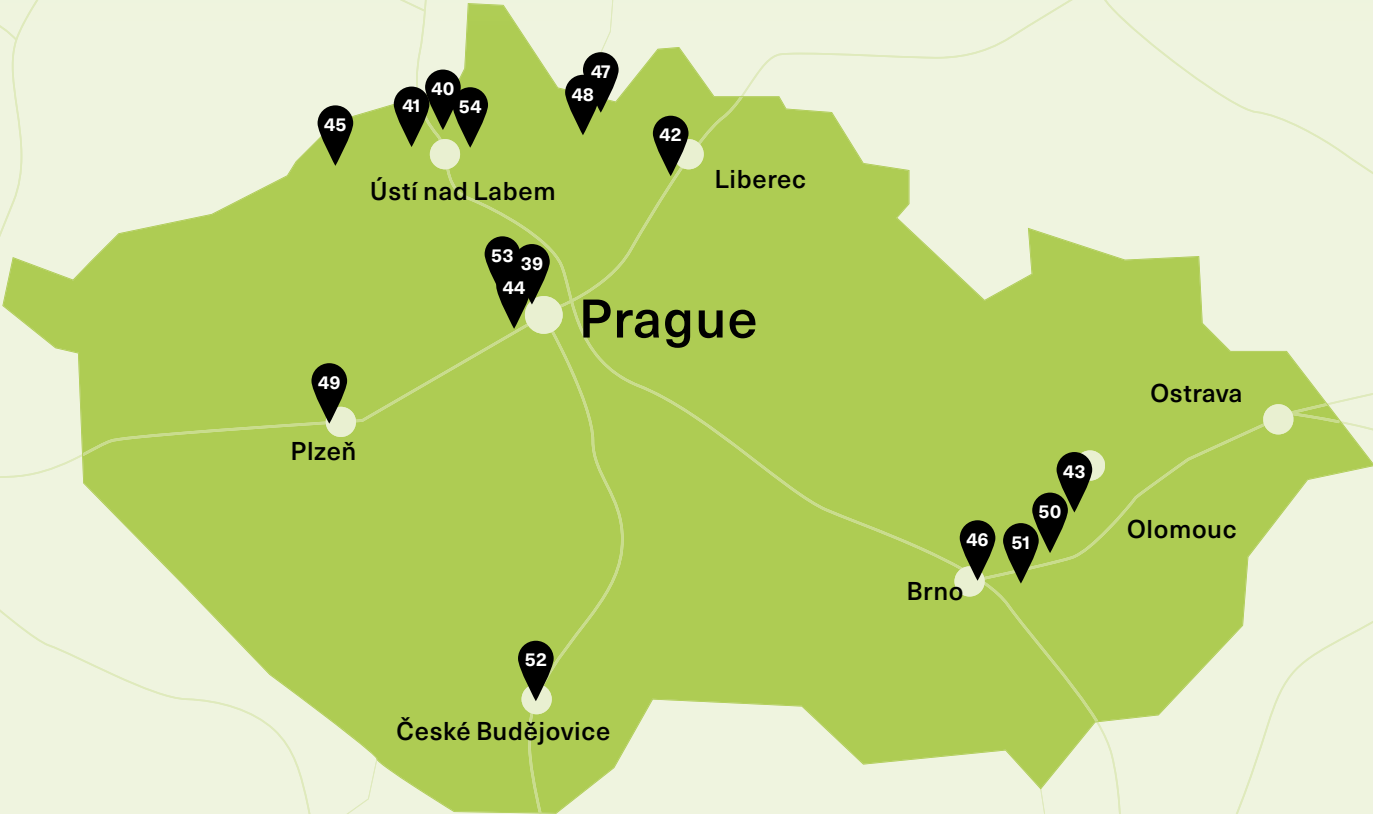 47
40
48
41
54
45
42
Liberec
Ústí nad Labem
53
39
44
Prague
49
Ostrava
Plzeň
43
50
Olomouc
46
51
Brno
52
České Budějovice